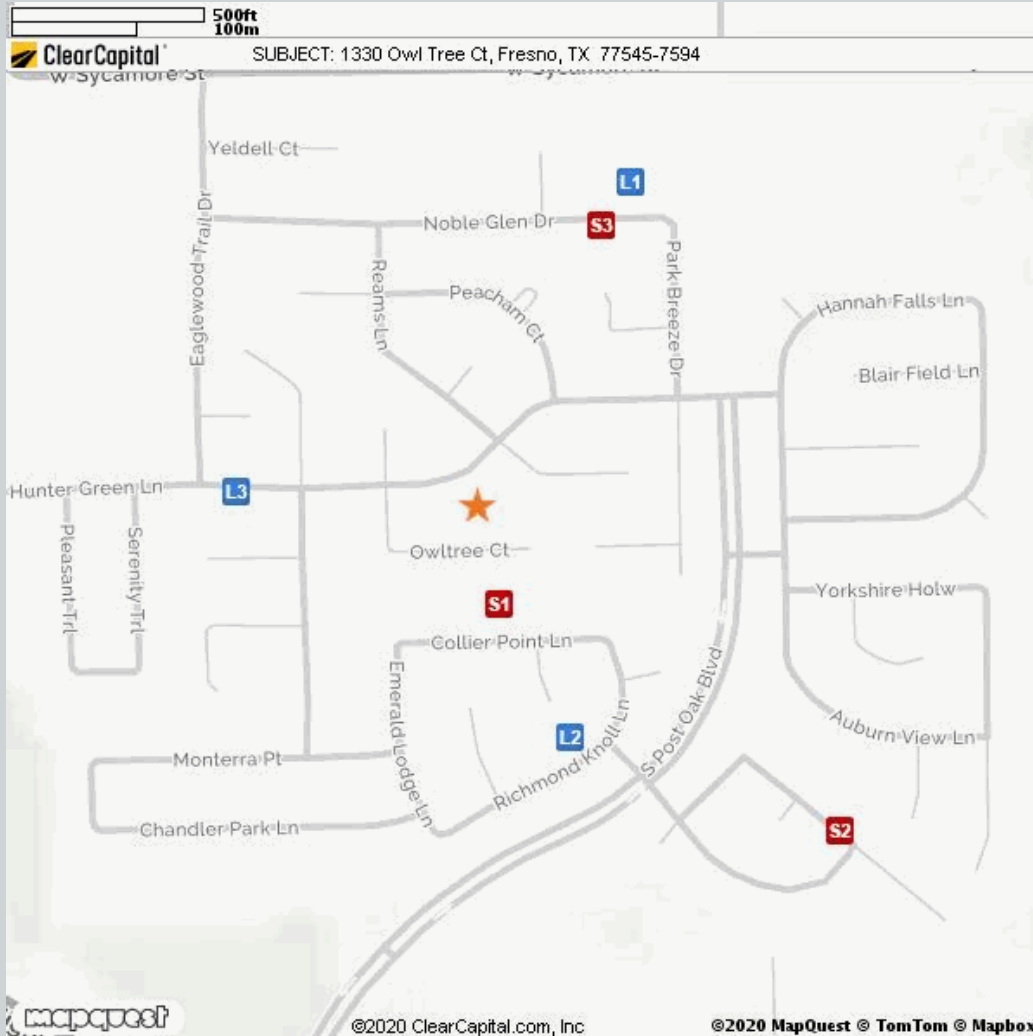 500ft
100m
ClearCapital
SUBJECT: 1330 Owl Tree Ct, Fresno, TX 77545-7594
W Sycamore St
Yeldell Ct
L1
Noble Glen Dr
S3
Eaglewood Trail Dr
Reams Ln
Peacham Ct
Park Breeze Dr
Hannah Falls Ln
Blair Field Ln
Hunter Green Ln
L3
Pleasant Trl
Serenity Trl
Owltree Ct
S1
Yorkshire Holw
Collier Point Ln
Emerald Lodge Ln
L2
Richmond Knoll Ln
S Post Oak Blvd
Auburn View Ln
Monterra Pt
Chandler Park Ln
S2
mapquest
©2020 ClearCapital.com, Inc
©2020 MapQuest © TomTom © Mapbox